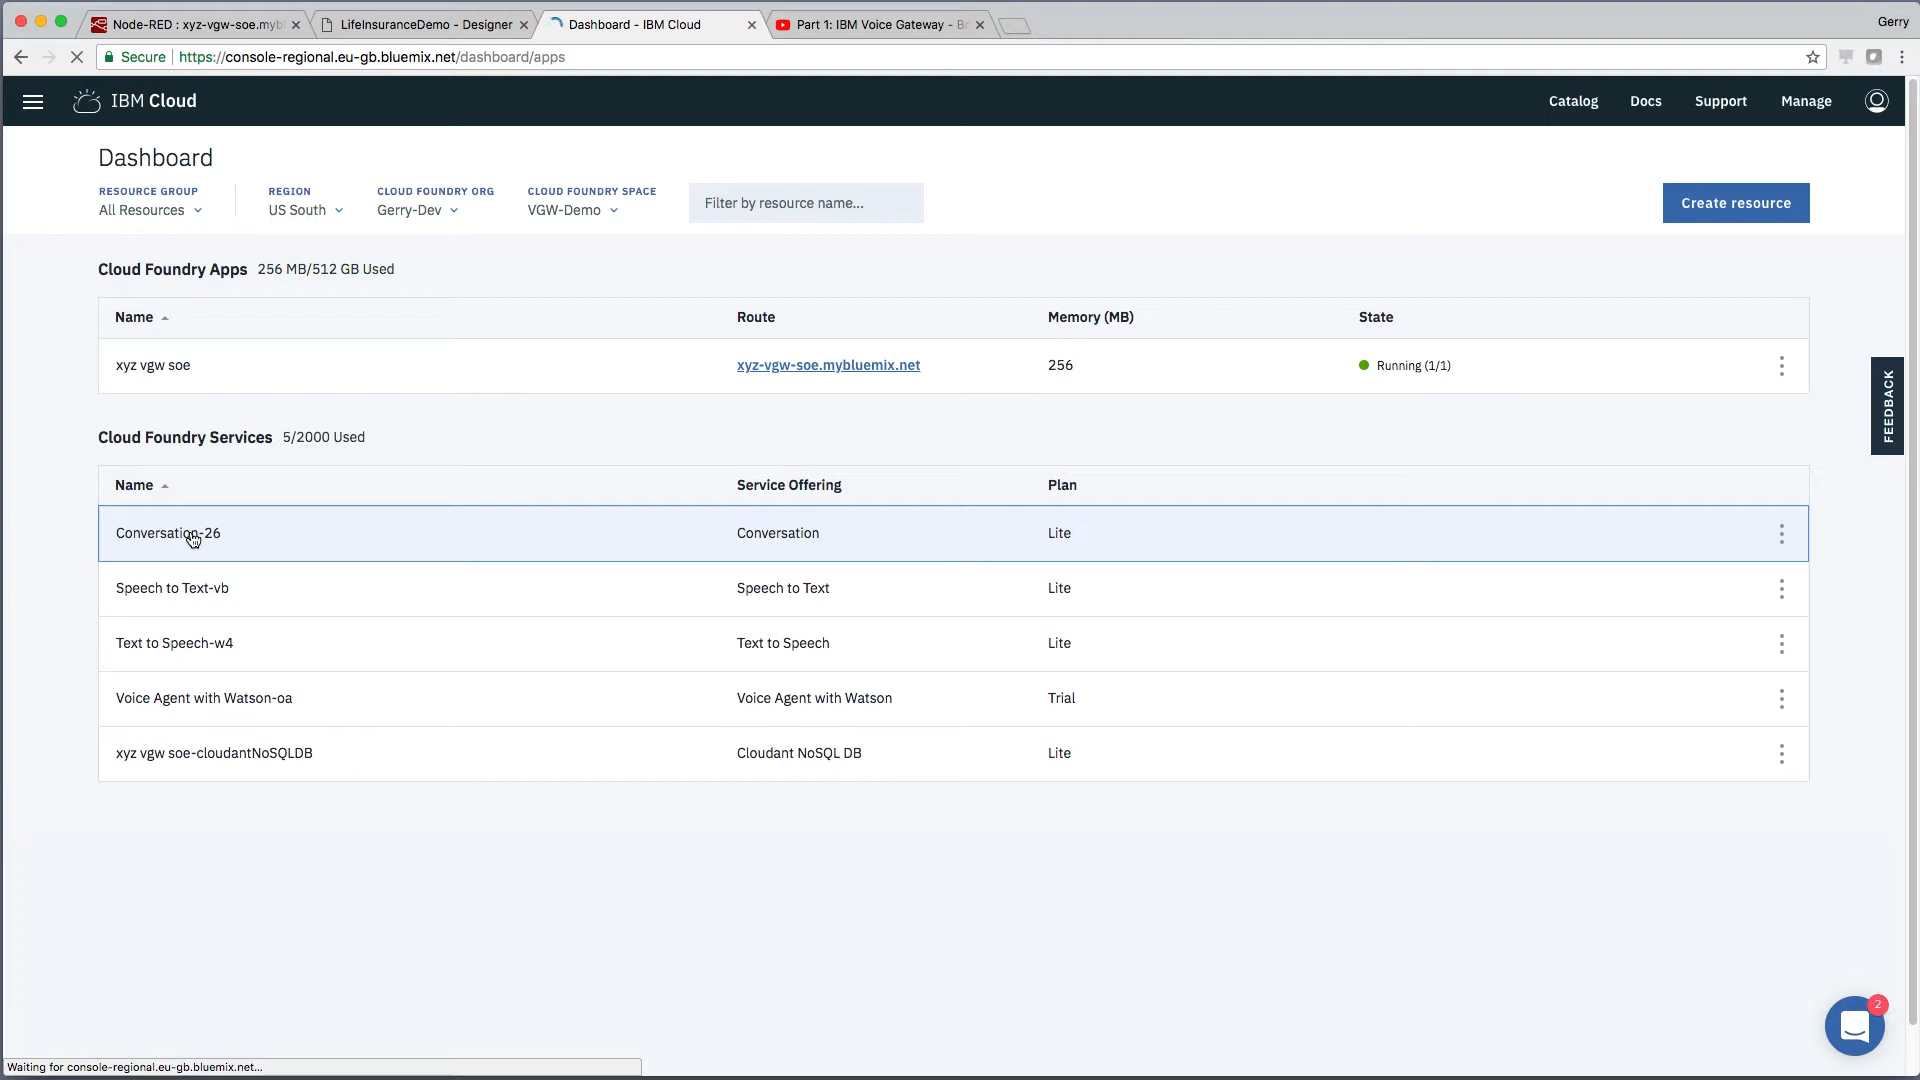 Node-RED : xyz-vgw-soe.myb
LifeInsuranceDemo - Designer
Dashboard - IBM Cloud
Part 1: IBM Voice Gateway - Br
Gerry
Secure
https://console-regional.eu-gb.bluemix.net/dashboard/apps
IBM Cloud
Catalog
Docs
Support
Manage
Dashboard
RESOURCE GROUP
All Resources
REGION
US South
CLOUD FOUNDRY ORG
Gerry-Dev
CLOUD FOUNDRY SPACE
VGW-Demo
Filter by resource name...
Create resource
Cloud Foundry Apps 256 MB/512 GB Used
Name Route Memory (MB) State
xyz vgw soe xyz-vgw-soe.mybluemix.net 256 Running (1/1)
FEEDBACK
Cloud Foundry Services 5/2000 Used
Name Service Offering Plan
Conversation-26 Conversation Lite
Speech to Text-vb Speech to Text Lite
Text to Speech-w4 Text to Speech Lite
Voice Agent with Watson-oa Voice Agent with Watson Trial
xyz vgw soe-cloudantNoSQLDB Cloudant NoSQL DB Lite
2
Waiting for console-regional.eu-gb.bluemix.net...